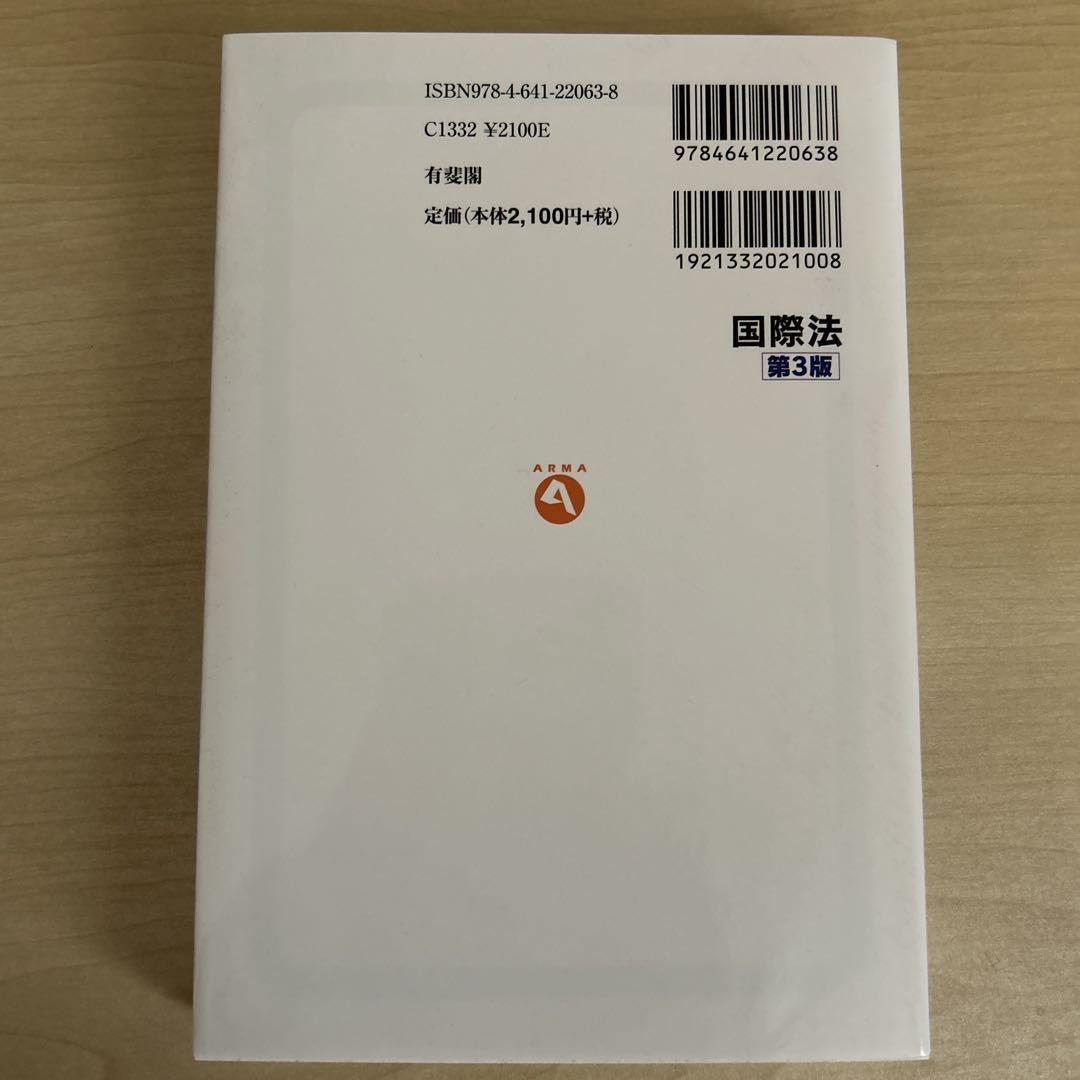 ISBN978-4-641-22063-8
C1332 ¥2100E
有斐閣
定価(本体2,100円+税)
9784641220638
1921332021008
国際法
第3版
ARMA